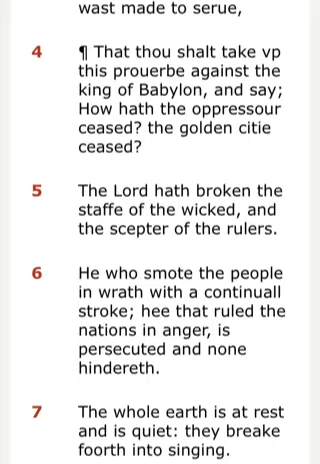 wast made to serue,
4 ¶ That thou shalt take vp
this prouerbe against the
king of Babylon, and say;
How hath the oppressour
ceased? the golden citie
ceased?
5 The Lord hath broken the
staffe of the wicked, and
the scepter of the rulers.
6 He who smote the people
in wrath with a continuall
stroke; hee that ruled the
nations in anger, is
persecuted and none
hindereth.
7 The whole earth is at rest
and is quiet: they breake
foorth into singing.